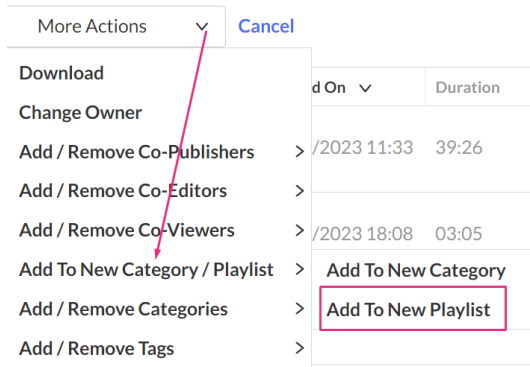 More Actions Cancel
Download
Change Owner
d On Duration
Add / Remove Co-Publishers
/2023 11:33 39:26
Add / Remove Co-Editors
Add / Remove Co-Viewers
/2023 18:08 03:05
Add To New Category / Playlist
Add To New Category
Add / Remove Categories
Add To New Playlist
Add / Remove Tags